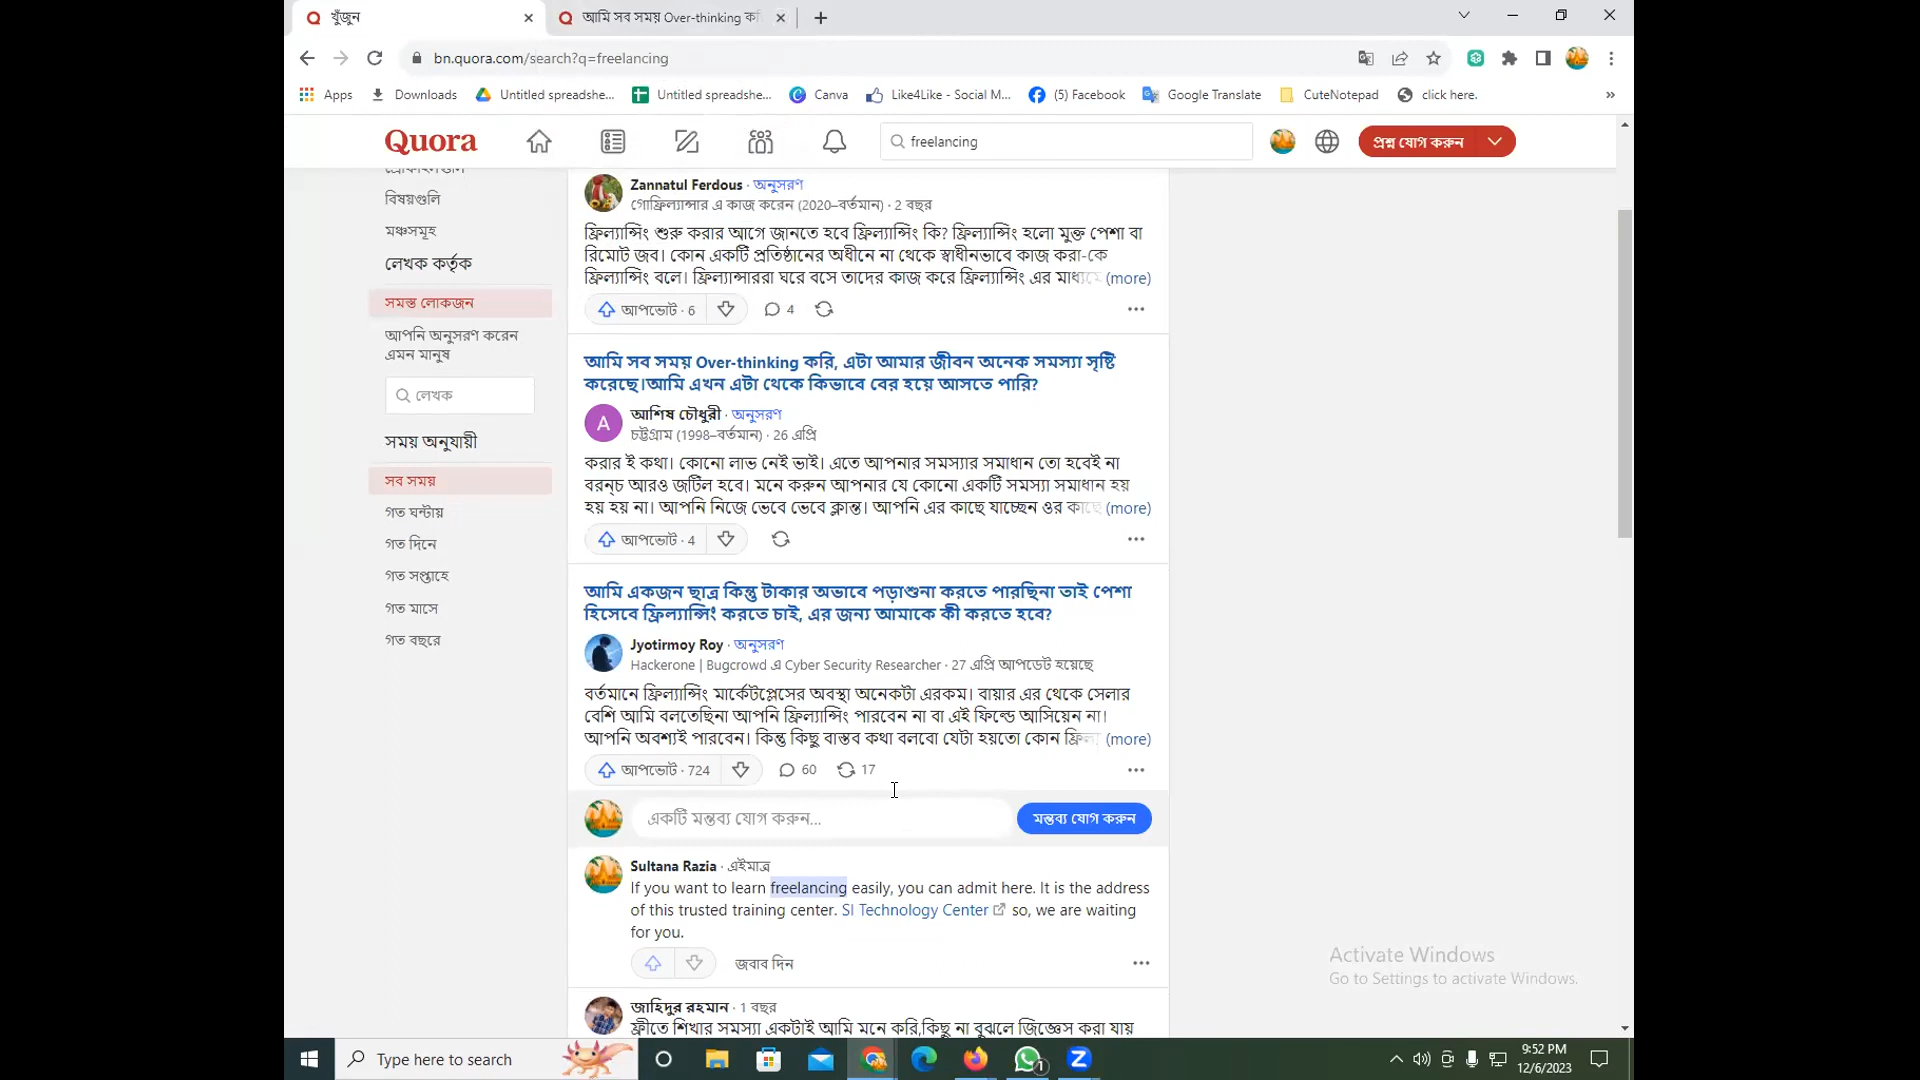 খুঁজুন
আমি সব সময় Over-thinking করি
bn.quora.com/search?q=freelancing
Apps
Downloads
Untitled spreadshe...
Untitled spreadshe...
Canva
Like4Like - Social M...
(5) Facebook
Google Translate
CuteNotepad
click here.
Quora
freelancing
প্রশ্ন যোগ করুন
বিষয়গুলি
মঞ্চসমূহ
লেখক কর্তৃক
সমস্ত লোকজন
আপনি অনুসরণ করেন
এমন মানুষ
লেখক
সময় অনুযায়ী
সব সময়
গত ঘন্টায়
গত দিনে
গত সপ্তাহে
গত মাসে
গত বছরে
Zannatul Ferdous · অনুসরণ
গোফ্রিল্যান্সার এ কাজ করেন (2020–বর্তমান) · 2 বছর
ফ্রিল্যান্সিং শুরু করার আগে জানতে হবে ফ্রিল্যান্সিং কি? ফ্রিল্যান্সিং হলো মুক্ত পেশা বা
রিমোট জব। কোন একটি প্রতিষ্ঠানের অধীনে না থেকে স্বাধীনভাবে কাজ করা-কে
ফ্রিল্যান্সিং বলে। ফ্রিল্যান্সাররা ঘরে বসে তাদের কাজ করে ফ্রিল্যান্সিং এর মাধ্যমে (more)
আপভোট · 6
4
আমি সব সময় Over-thinking করি, এটা আমার জীবন অনেক সমস্যা সৃষ্টি
করেছে।আমি এখন এটা থেকে কিভাবে বের হয়ে আসতে পারি?
A
আশিষ চৌধুরী · অনুসরণ
চট্টগ্রাম (1998–বর্তমান) · 26 এপ্রি
করার ই কথা। কোনো লাভ নেই ভাই। এতে আপনার সমস্যার সমাধান তো হবেই না
বরন্চ আরও জটিল হবে। মনে করুন আপনার যে কোনো একটি সমস্যা সমাধান হয়
হয় হয় না। আপনি নিজে ভেবে ভেবে ক্লান্ত। আপনি এর কাছে যাচ্ছেন ওর কাছে (more)
আপভোট · 4
আমি একজন ছাত্র কিন্তু টাকার অভাবে পড়াশুনা করতে পারছিনা তাই পেশা
হিসেবে ফ্রিল্যান্সিং করতে চাই, এর জন্য আমাকে কী করতে হবে?
Jyotirmoy Roy · অনুসরণ
Hackerone | Bugcrowd এ Cyber Security Researcher · 27 এপ্রি আপডেট হয়েছে
বর্তমানে ফ্রিল্যান্সিং মার্কেটপ্লেসের অবস্থা অনেকটা এরকম। বায়ার এর থেকে সেলার
বেশি আমি বলতেছিনা আপনি ফ্রিল্যান্সিং পারবেন না বা এই ফিল্ডে আসিয়েন না।
আপনি অবশ্যই পারবেন। কিন্তু কিছু বাস্তব কথা বলবো যেটা হয়তো কোন (more)
আপভোট · 724
60
17
একটি মন্তব্য যোগ করুন...
মন্তব্য যোগ করুন
Sultana Razia · এইমাত্র
If you want to learn freelancing easily, you can admit here. It is the address
of this trusted training center. SI Technology Center so, we are waiting
for you.
জবাব দিন
জাহিদুর রহমান · 1 বছর
ফ্রীতে শিখার সমস্যা একটাই আমি মনে করি,কিছু না বুঝলে জিজ্ঞেস করা যায়
Activate Windows
Go to Settings to activate Windows.
Type here to search
1
9:52 PM
12/6/2023